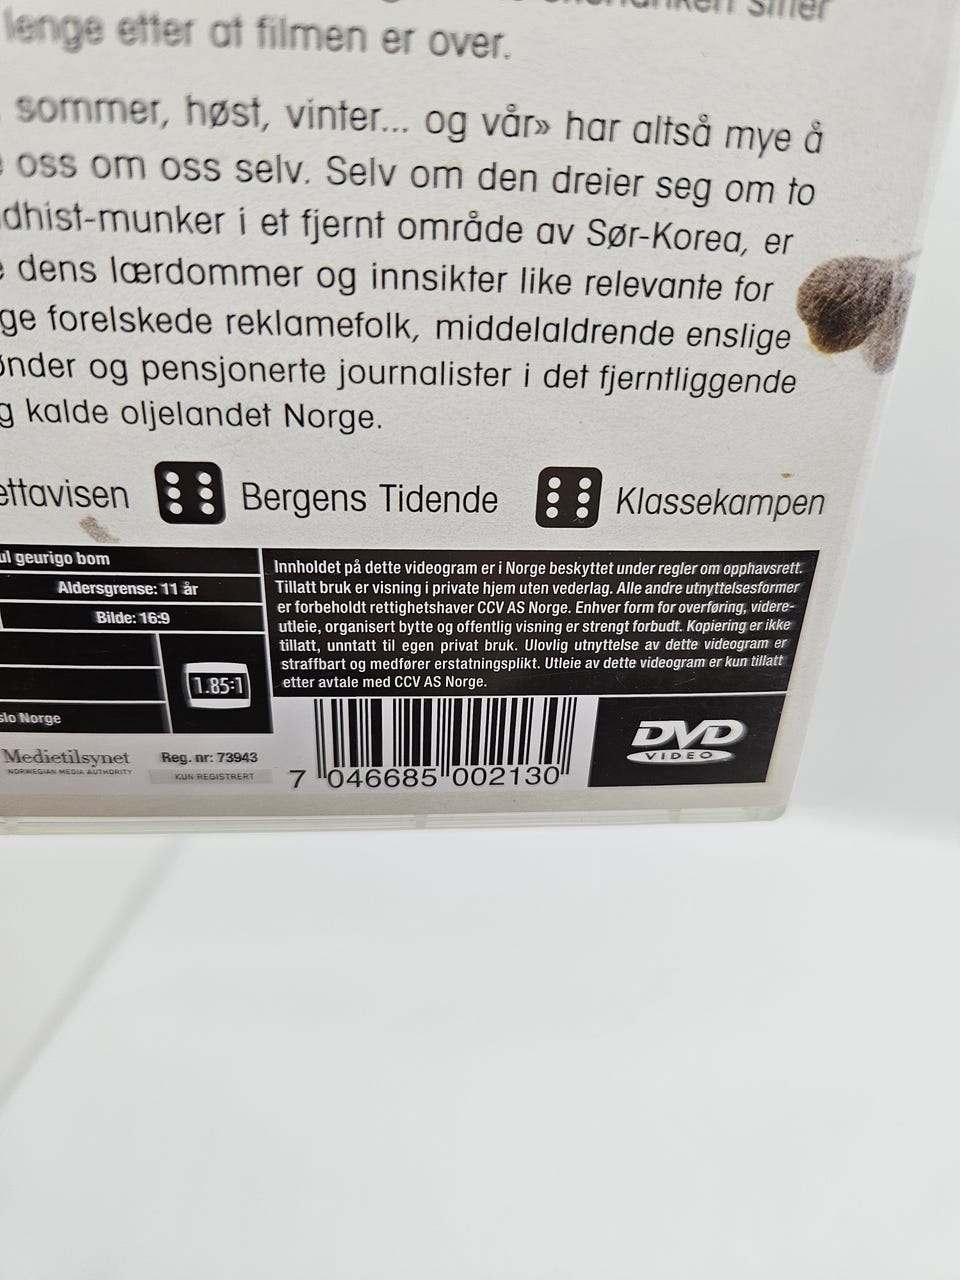 lenge etter at filmen er over.
sommer, høst, vinter... og vår» har altså mye å
oss om oss selv. Selv om den dreier seg om to
dhist-munker i et fjernt område av Sør-Korea, er
dens lærdommer og innsikter like relevante for
ge forelskede reklamefolk, middelaldrende enslige
ønder og pensjonerte journalister i det fjerntliggende
g kalde oljelandet Norge.
ettavisen Bergens Tidende Klassekampen
ul geurigo bom
Aldersgrense: 11 år
Bilde: 16:9
1.85:1
slo Norge
Medietilsynet
NORWEGIAN MEDIA AUTHORITY
Reg. nr: 73943
KUN REGISTRERT
Innholdet på dette videogram er i Norge beskyttet under regler om opphavsrett.
Tillatt bruk er visning i private hjem uten vederlag. Alle andre utnyttelsesformer
er forbeholdt rettighetshaver CCV AS Norge. Enhver form for overføring, videre-
utleie, organisert bytte og offentlig visning er strengt forbudt. Kopiering er ikke
tillatt, unntatt til egen privat bruk. Ulovlig utnyttelse av dette videogram er
straffbart og medfører erstatningsplikt. Utleie av dette videogram er kun tillatt
etter avtale med CCV AS Norge.
7 046685 002130
DVD
VIDEO